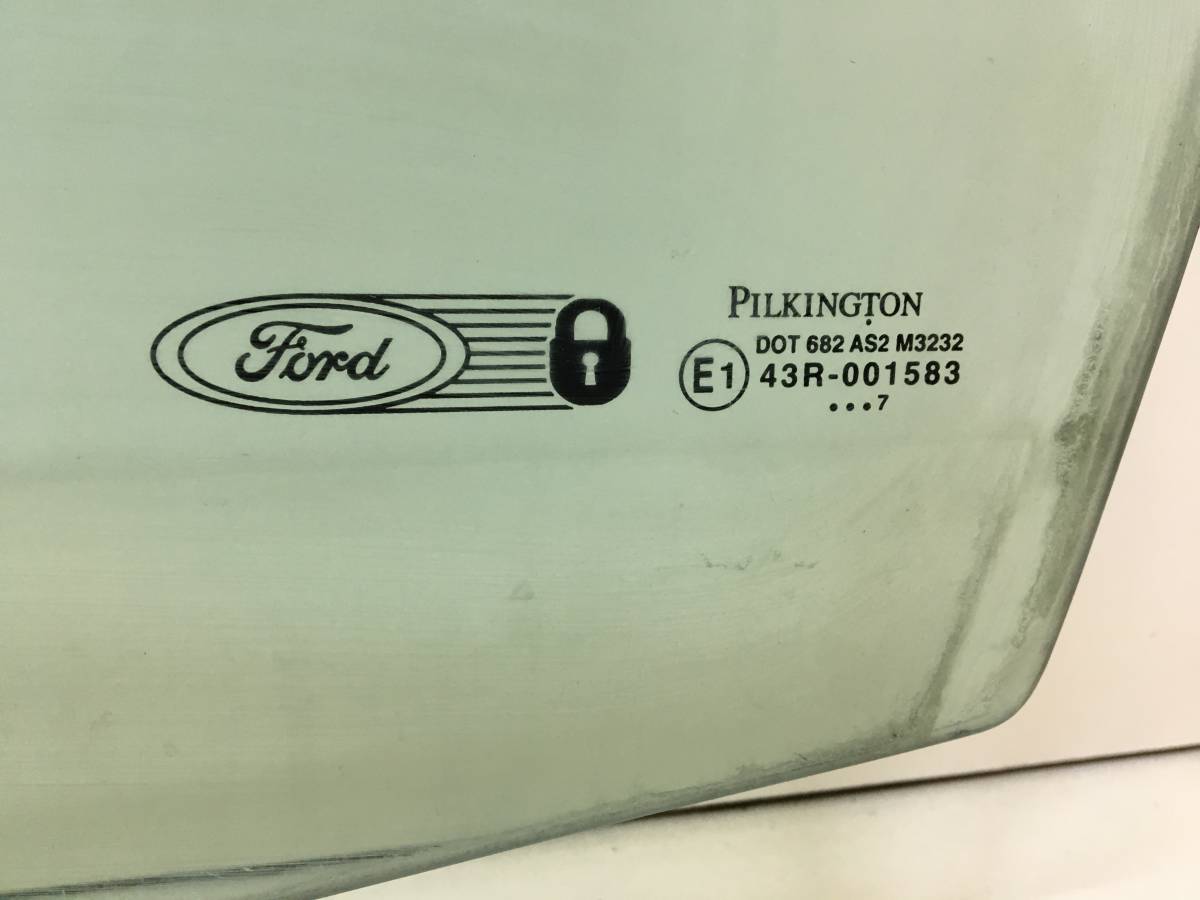 Ford
PILKINGTON
DOT 682 AS2 M3232
E1 43R-001583
•••7